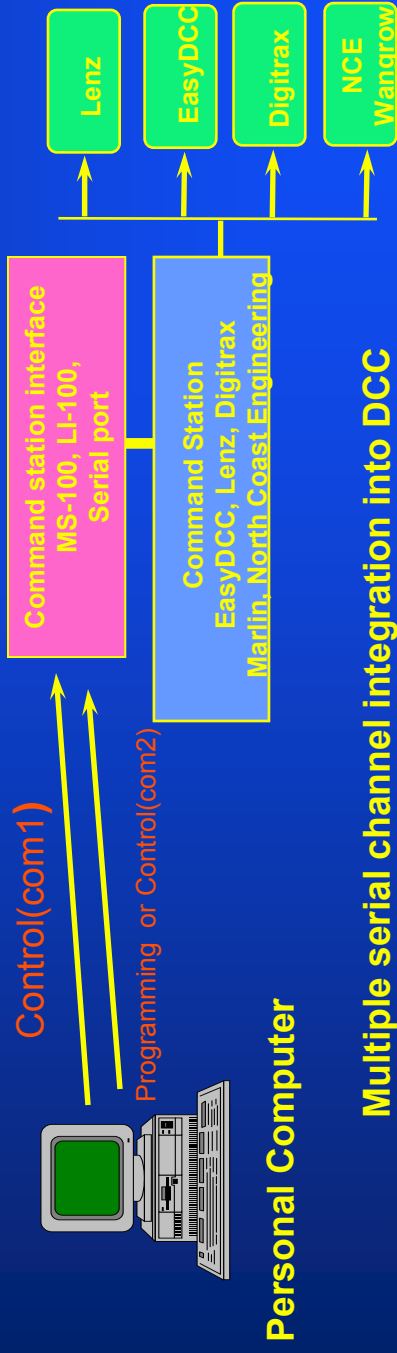 Control(com1)
Programming or Control(com2)
Personal Computer
Command station interface
MS-100, LI-100,
Serial port
Command Station
EasyDCC, Lenz, Digitrax
Marlin, North Coast Engineering
Lenz
EasyDCC
Digitrax
NCE
Wangrow
Multiple serial channel integration into DCC